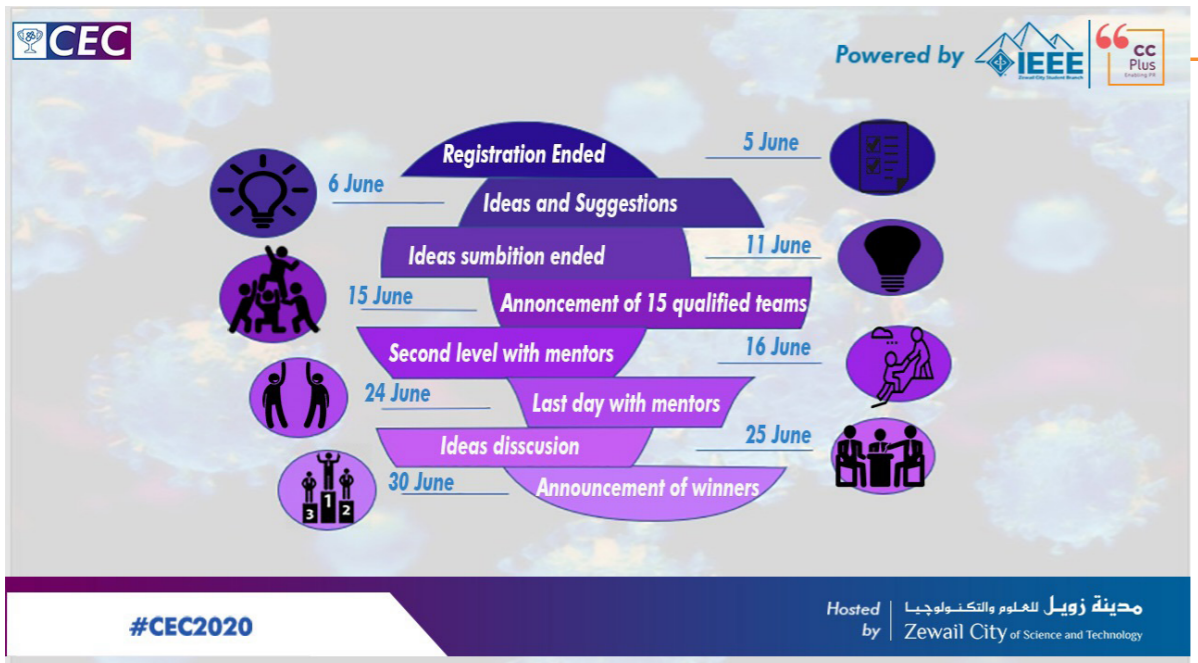 CEC
Powered by
IEEE
Zewail City Student Branch
cc
Plus
Enabling PR
Registration Ended
5 June
6 June
Ideas and Suggestions
Ideas sumbition ended
11 June
15 June
Annoncement of 15 qualified teams
Second level with mentors
16 June
24 June
Last day with mentors
Ideas disscusion
25 June
30 June
Announcement of winners
1
3
2
#CEC2020
Hosted
by
مدينة زويل للعلوم والتكنولوجيا
Zewail City of Science and Technology